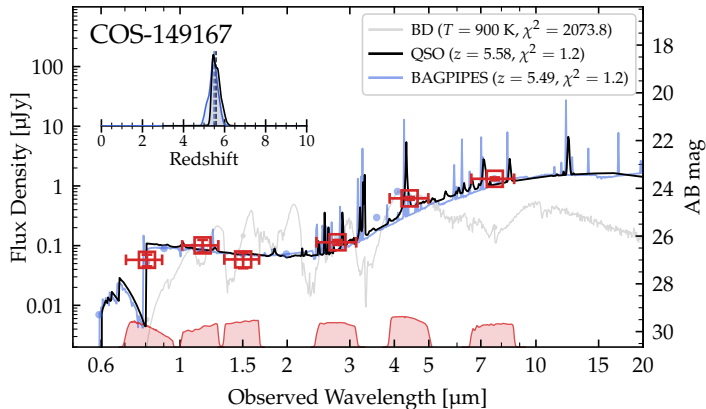 COS-149167
BD (T = 900 K, χ² = 2073.8)
QSO (z = 5.58, χ² = 1.2)
BAGPIPES (z = 5.49, χ² = 1.2)
100
10
1
0.1
0.01
Flux Density [μJy]
0 2 4 6 8 10
Redshift
18
20
22
24
26
28
30
AB mag
0.6 1 1.5 2 3 4 5 6 10 15 20
Observed Wavelength [μm]